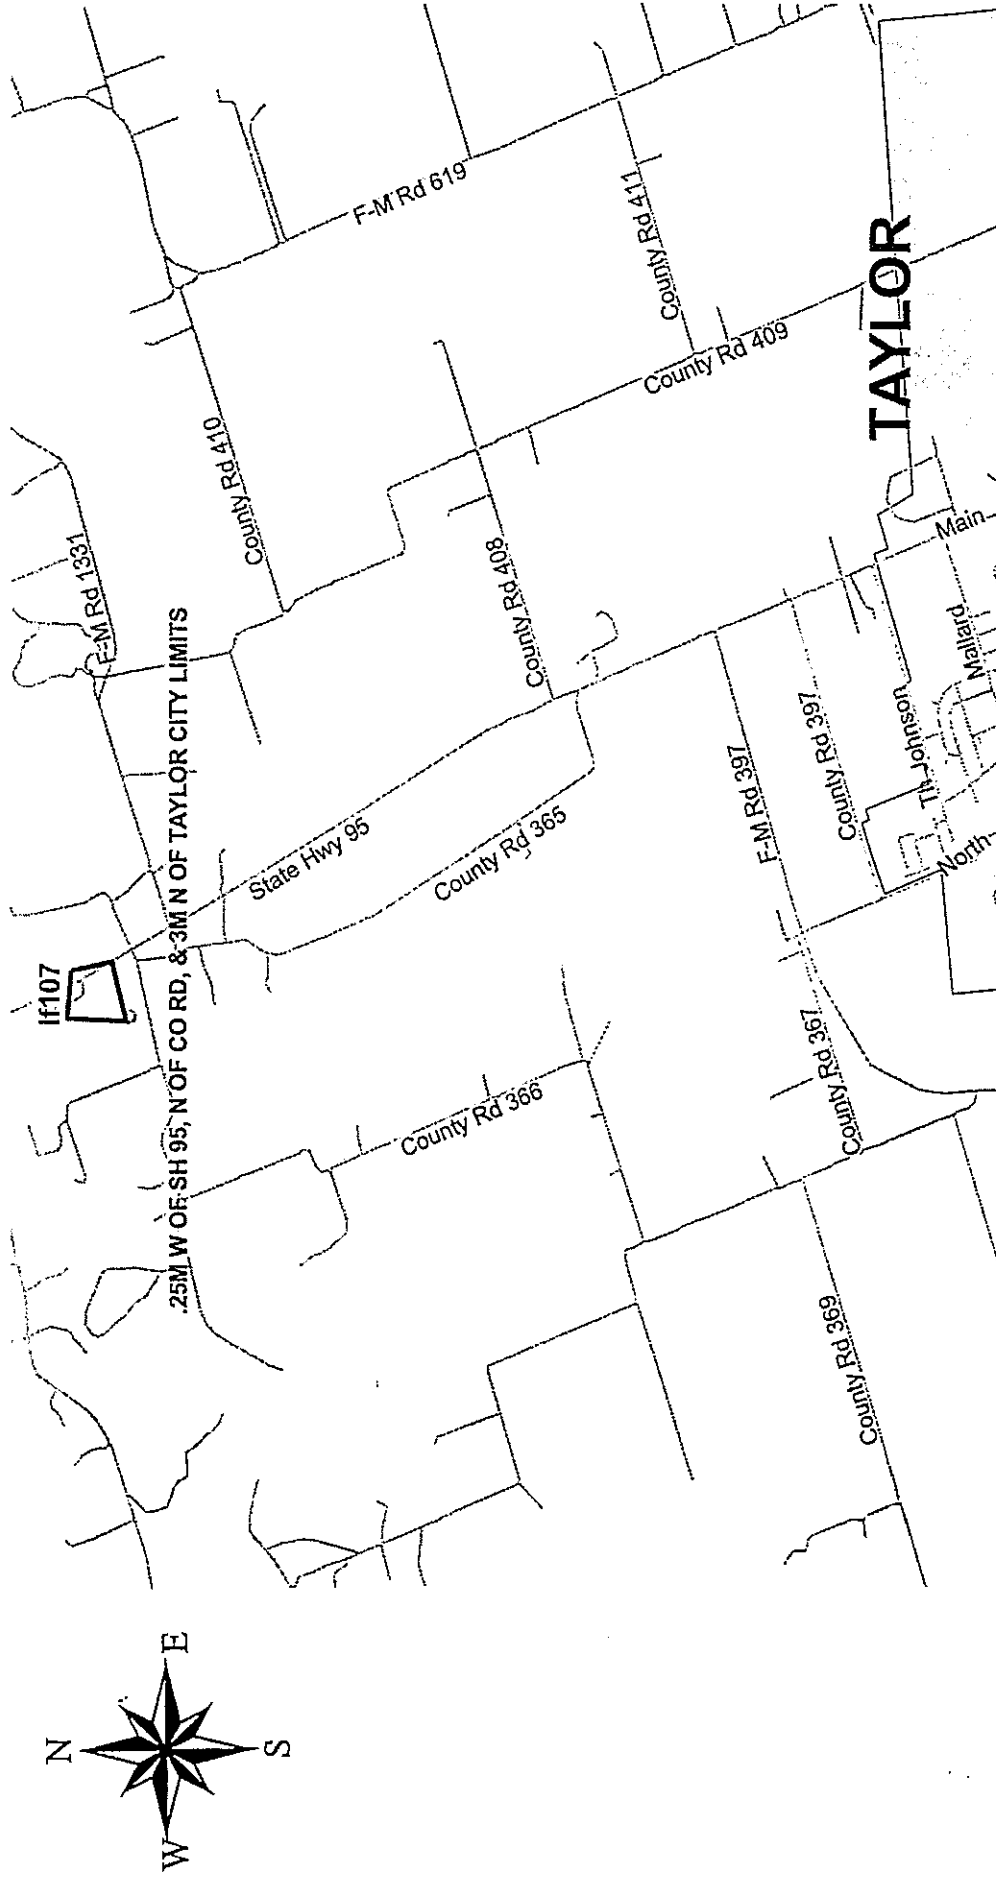 N
W
E
S
lf107
.25M W OF SH 95, N OF CO RD, & 3M N OF TAYLOR CITY LIMITS
F-M Rd 1331
County Rd 410
F-M Rd 619
State Hwy 95
County Rd 365
County Rd 408
County Rd 411
County Rd 409
County Rd 366
F-M Rd 397
County Rd 397
County Rd 367
County Rd 369
TAYLOR
Main
Mallard
Th Johnson
North